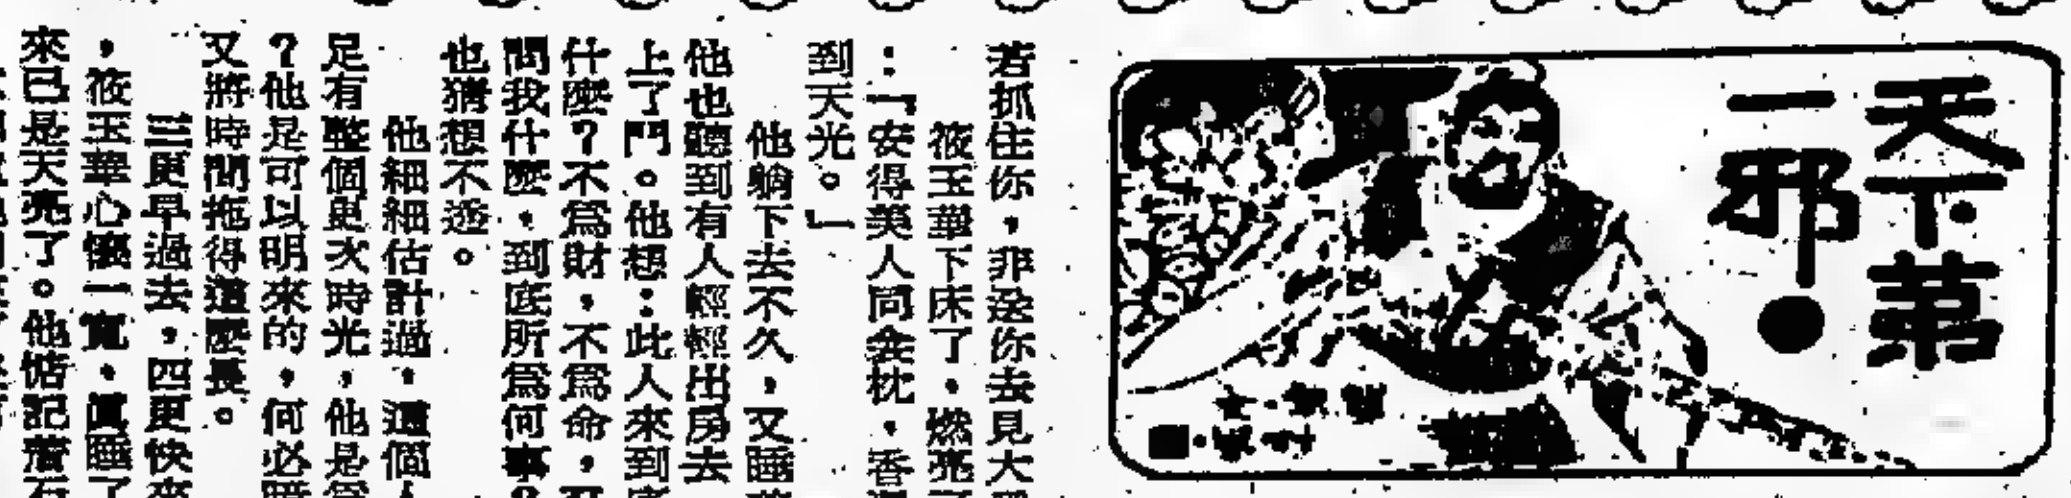 天下第
一邪
若抓住你，非送你去見大
筱玉華下床了，燃亮
：「安得美人同衾枕，香
到天光。」
他躺下去不久，又睡
他也聽到有人輕輕出房去
上了門。他想：此人來到
什麼？不爲財，不爲命，
問我什麼，到底所爲何事？
也猜想不透。
他細細估計過，這個
足有整個更次時光，他是
？他是可以明來的，何必
又將時間拖得這麼長。
三更早過去，四更快來
，筱玉華心懷一寬，眞睡了
來已是天亮了。他惦記着